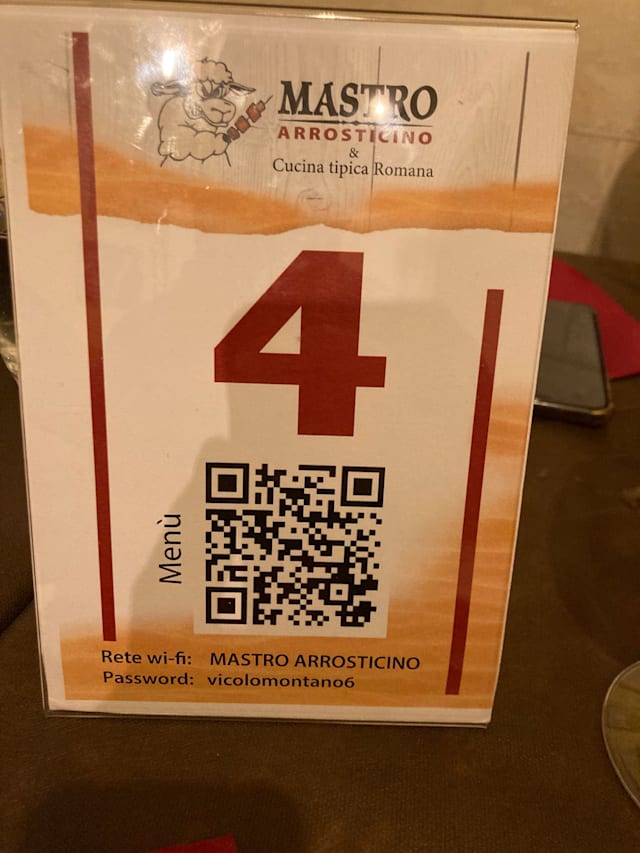 MASTRO
ARROSTICINO
&
Cucina tipica Romana
4
Menù
Rete wi-fi: MASTRO ARROSTICINO
Password: vicolomontano6